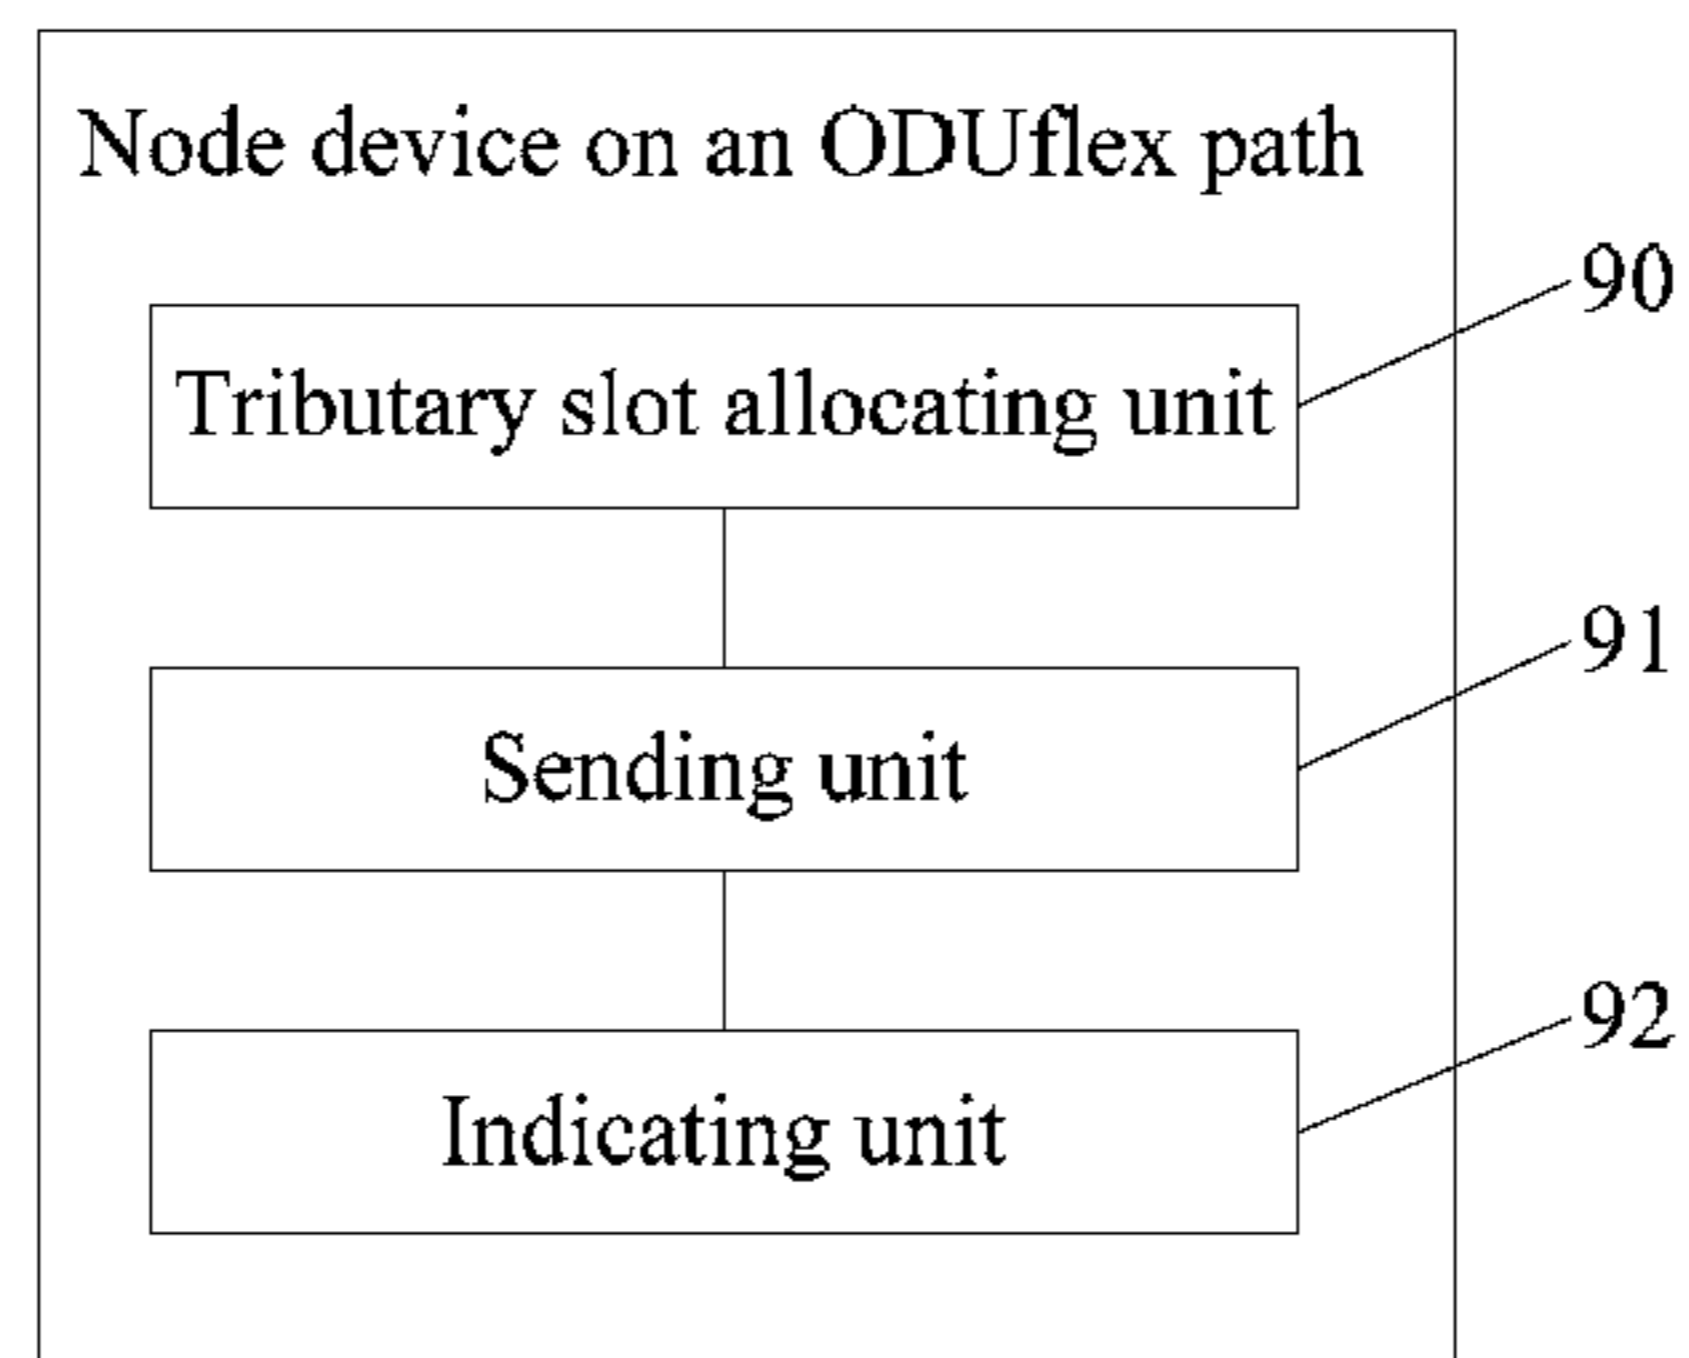 Node device on an ODUflex path
90
Tributary slot allocating unit
91
Sending unit
92
Indicating unit